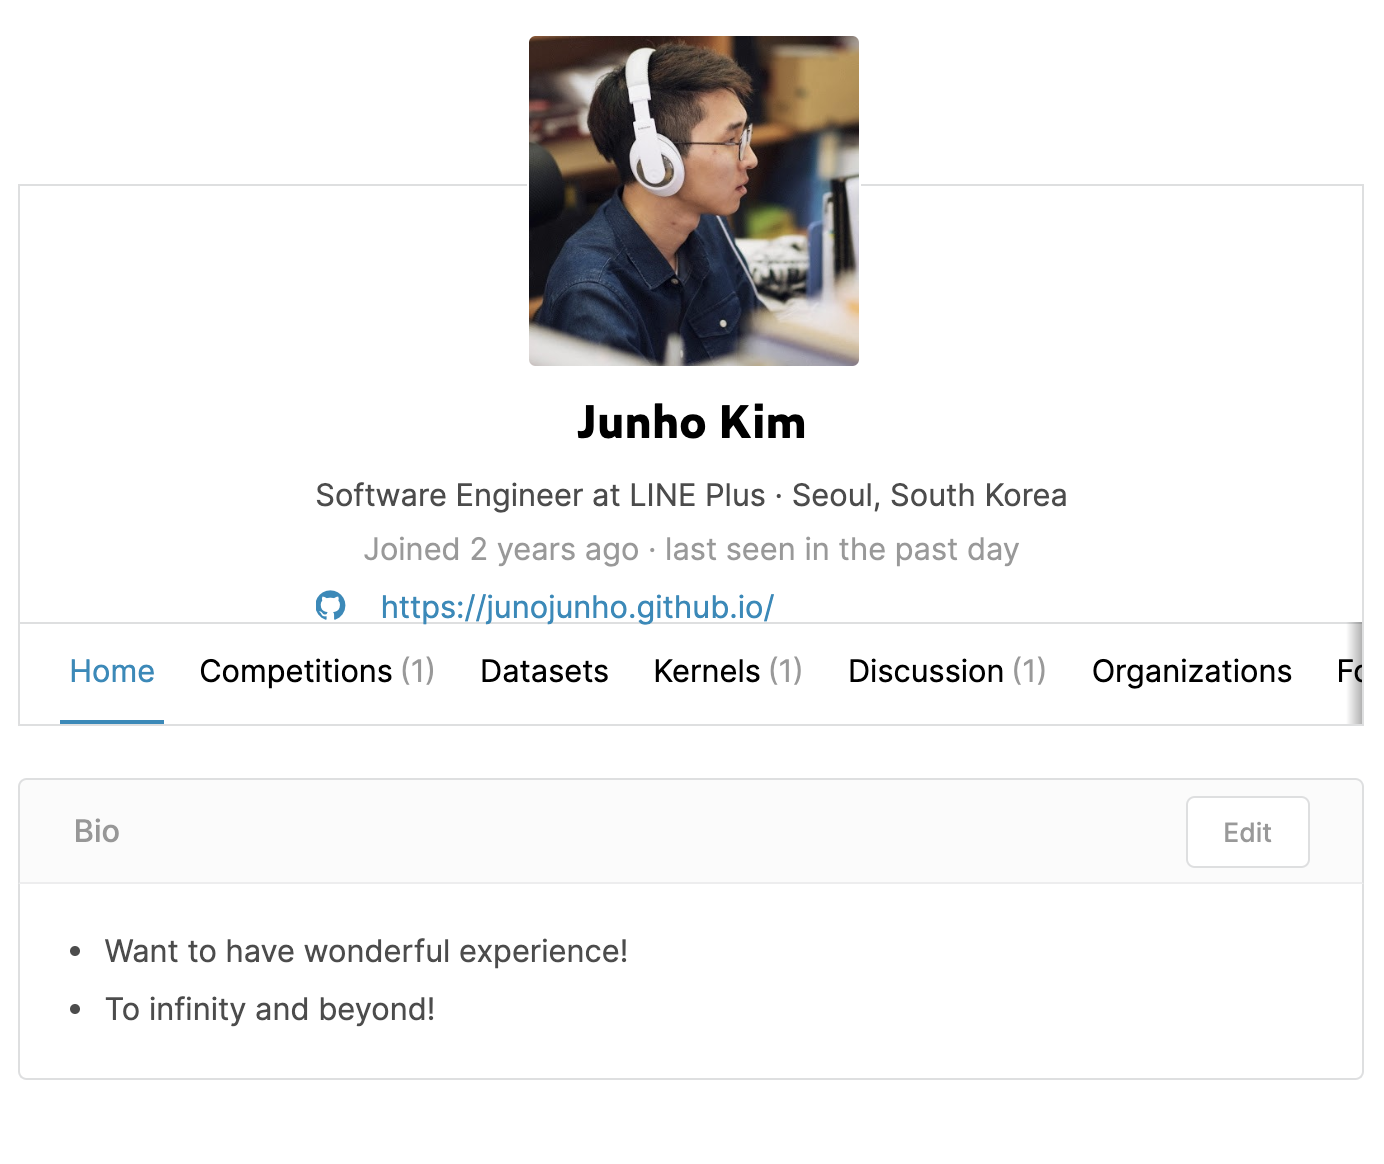 Junho Kim
Software Engineer at LINE Plus · Seoul, South Korea
Joined 2 years ago · last seen in the past day
https://junojunho.github.io/
Home Competitions (1) Datasets Kernels (1) Discussion (1) Organizations
Bio Edit
• Want to have wonderful experience!
• To infinity and beyond!